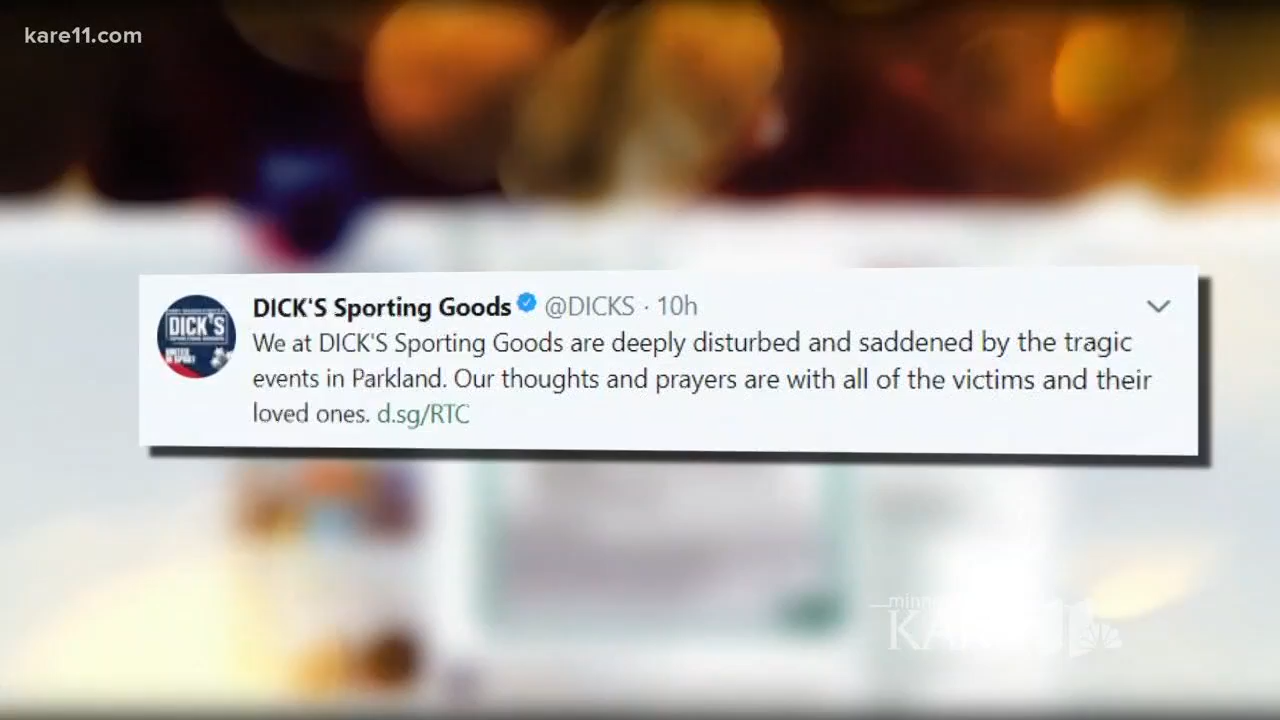 kare11.com
DICK'S Sporting Goods @DICKS · 10h
We at DICK'S Sporting Goods are deeply disturbed and saddened by the tragic
events in Parkland. Our thoughts and prayers are with all of the victims and their
loved ones. d.sg/RTC
DICK'S